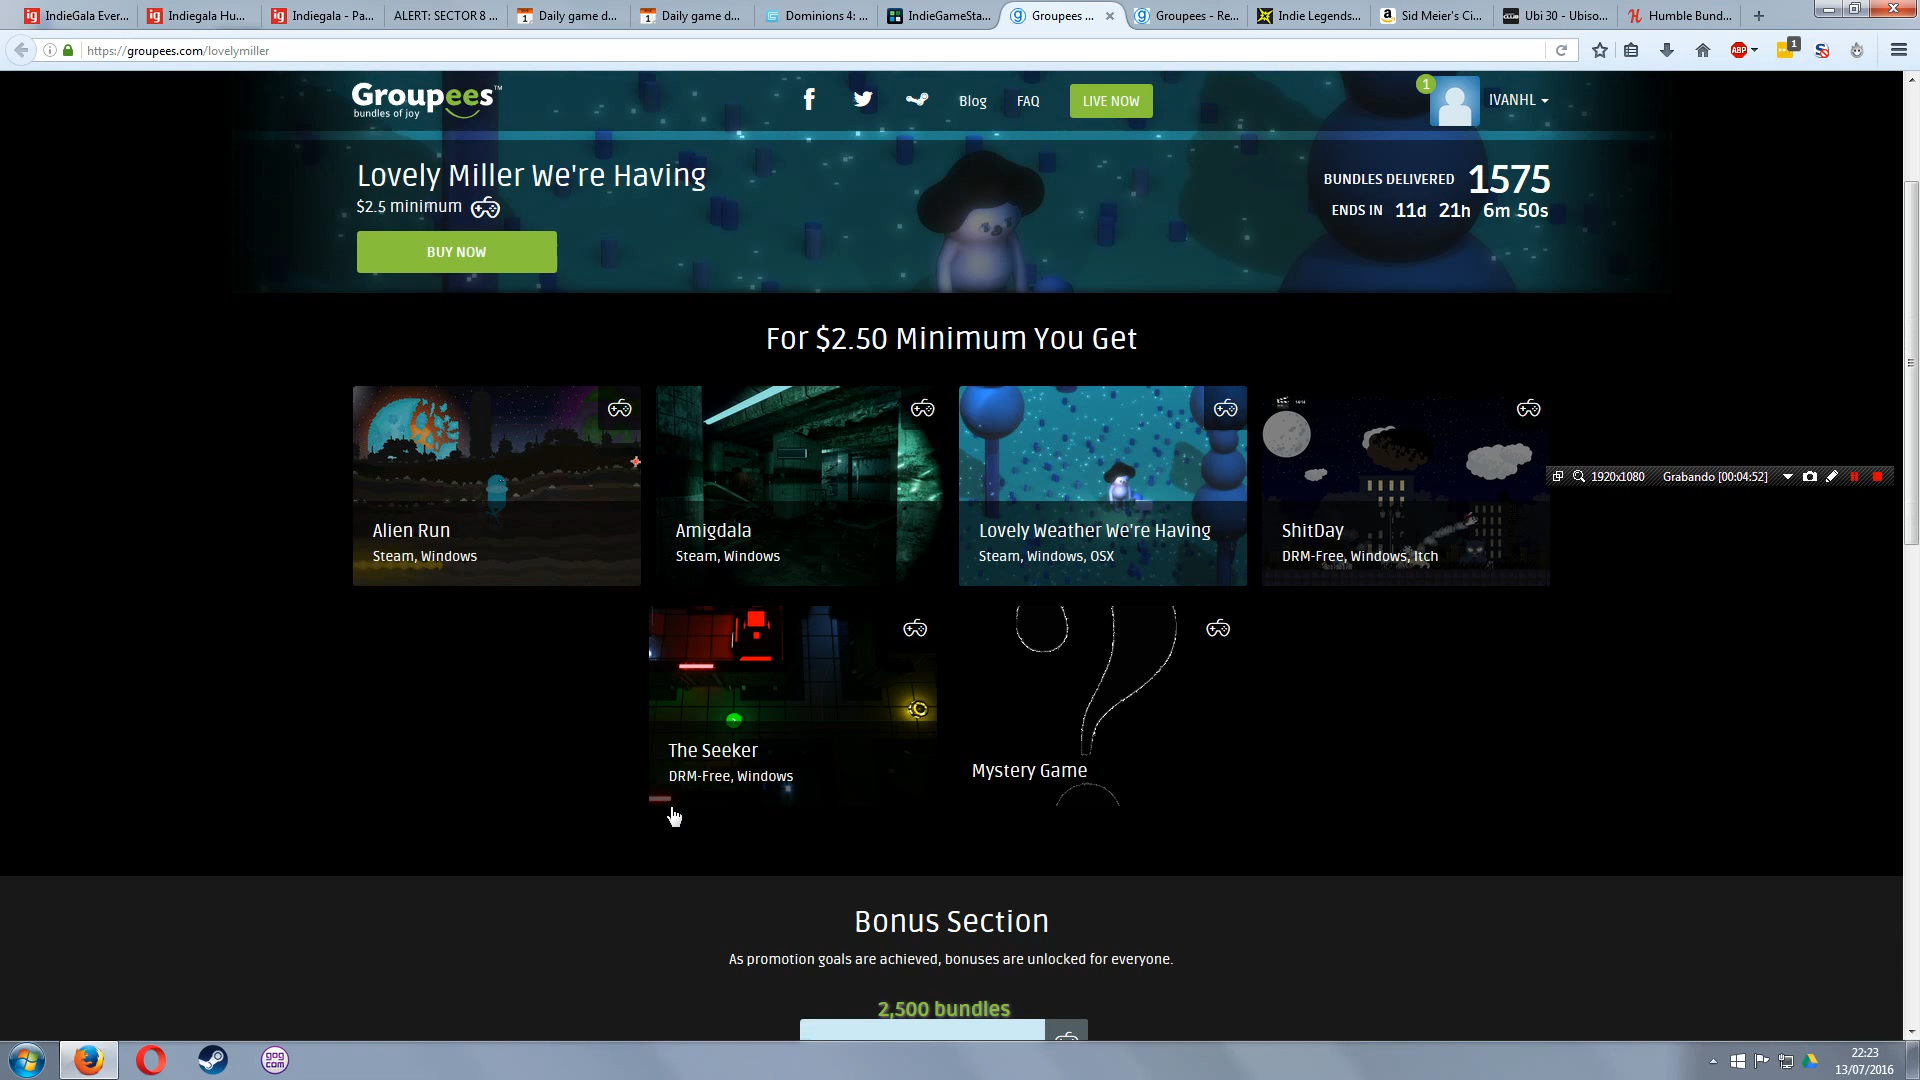 IndieGala Ever...
Indiegala Hu...
Indiegala - Pa...
ALERT: SECTOR 8 ...
Daily game d...
Daily game d...
Dominions 4: ...
IndieGameSta...
Groupees ...
Groupees - Re...
Indie Legends...
Sid Meier's Ci...
Ubi 30 - Ubiso...
Humble Bund...
https://groupees.com/lovelymiller
ABP
1
Groupees™
bundles of joy
Blog
FAQ
LIVE NOW
1
IVANHL
Lovely Miller We're Having
$2.5 minimum
BUY NOW
BUNDLES DELIVERED 1575
ENDS IN 11d 21h 6m 50s
For $2.50 Minimum You Get
Alien Run
Steam, Windows
Amigdala
Steam, Windows
Lovely Weather We're Having
Steam, Windows, OSX
ShitDay
DRM-Free, Windows, Itch
1920x1080 Grabando [00:04:52]
The Seeker
DRM-Free, Windows
Mystery Game
Bonus Section
As promotion goals are achieved, bonuses are unlocked for everyone.
2,500 bundles
gog
com
22:23
13/07/2016